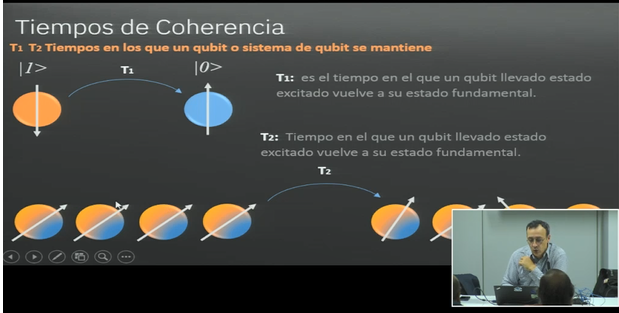 Tiempos de Coherencia
T1 T2 Tiempos en los que un qubit o sistema de qubit se mantiene
|1>
T1
|0>
T1: es el tiempo en el que un qubit llevado estado
excitado vuelve a su estado fundamental.
T2: Tiempo en el que un qubit llevado estado
excitado vuelve a su estado fundamental.
T2